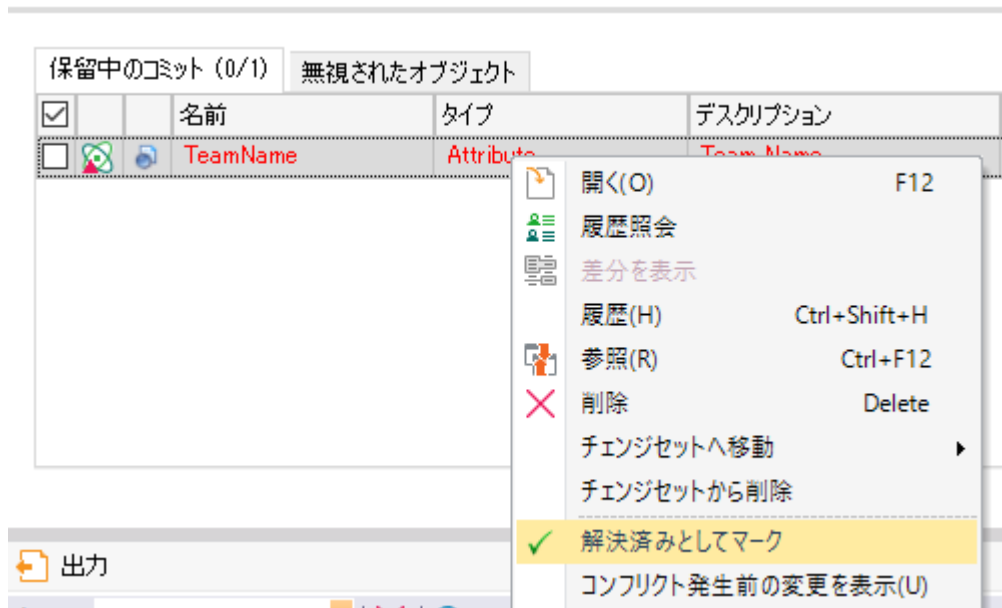 保留中のコミット (0/1) 無視されたオブジェクト
名前 タイプ デスクリプション
TeamName Attribute Team Name
開く(O) F12
履歴照会
差分を表示
履歴(H) Ctrl+Shift+H
参照(R) Ctrl+F12
削除 Delete
チェンジセットへ移動
チェンジセットから削除
解決済みとしてマーク
コンフリクト発生前の変更を表示(U)
出力